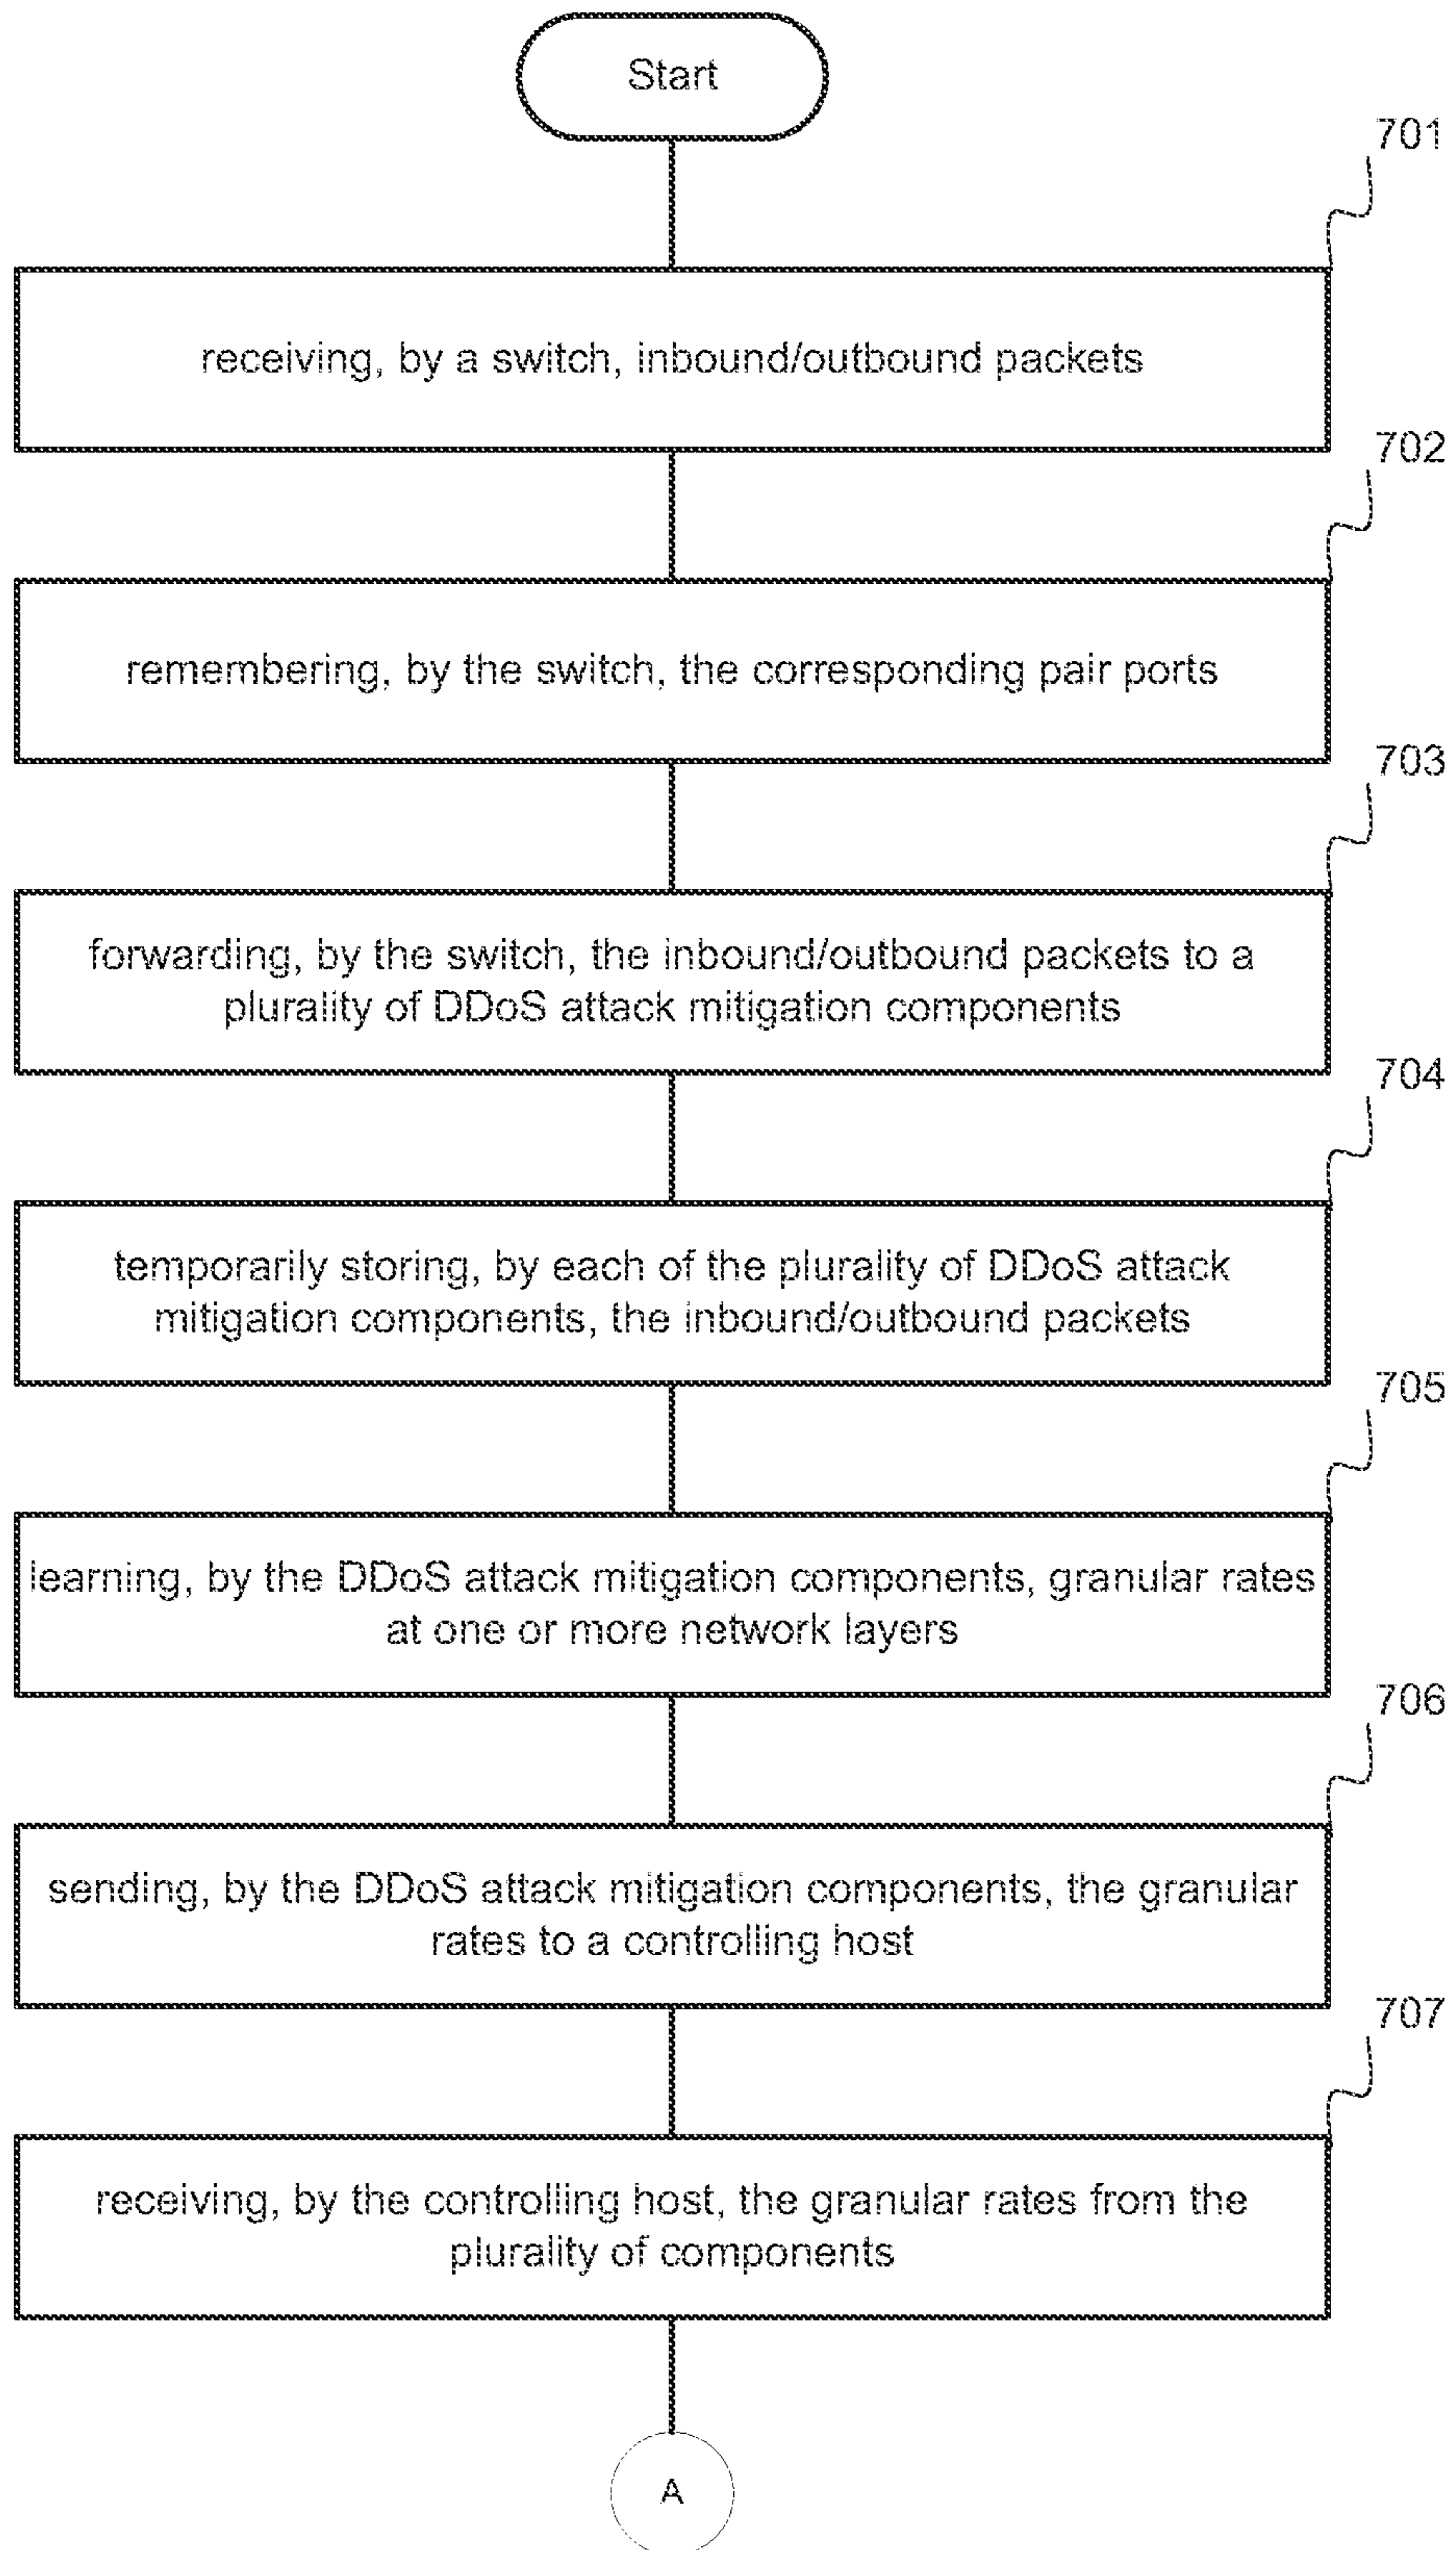 Start
701
receiving, by a switch, inbound/outbound packets
702
remembering, by the switch, the corresponding pair ports
703
forwarding, by the switch, the inbound/outbound packets to a
plurality of DDoS attack mitigation components
704
temporarily storing, by each of the plurality of DDoS attack
mitigation components, the inbound/outbound packets
705
learning, by the DDoS attack mitigation components, granular rates
at one or more network layers
706
sending, by the DDoS attack mitigation components, the granular
rates to a controlling host
707
receiving, by the controlling host, the granular rates from the
plurality of components
A